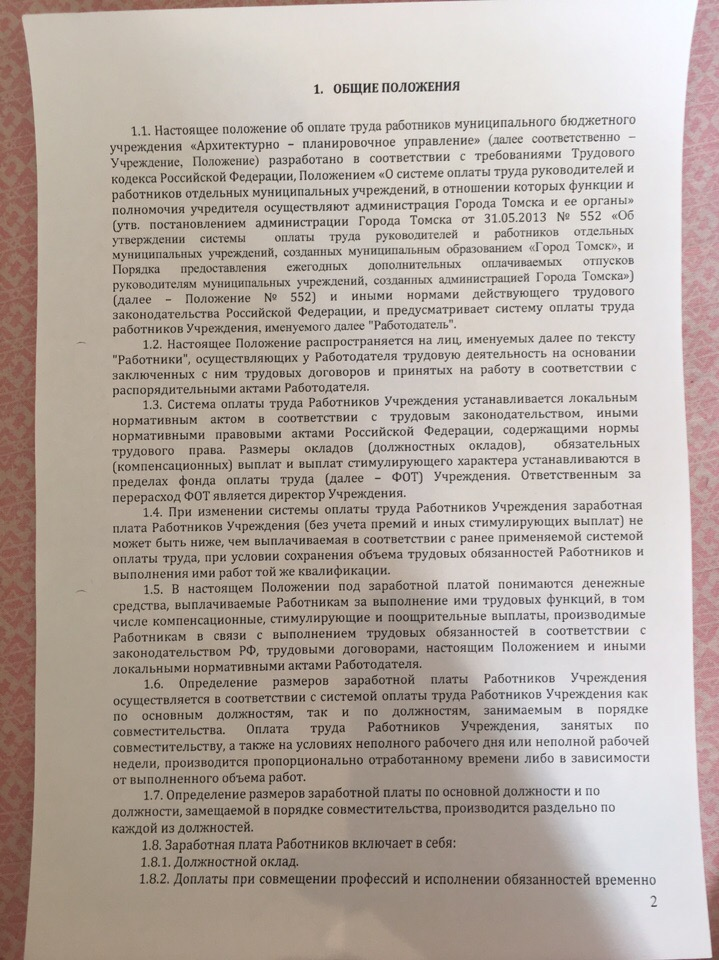 1. ОБЩИЕ ПОЛОЖЕНИЯ
1.1. Настоящее положение об оплате труда работников муниципального бюджетного
учреждения «Архитектурно – планировочное управление» (далее соответственно –
Учреждение, Положение) разработано в соответствии с требованиями Трудового
кодекса Российской Федерации, Положением «О системе оплаты труда руководителей и
работников отдельных муниципальных учреждений, в отношении которых функции и
полномочия учредителя осуществляют администрация Города Томска и ее органы»
(утв. постановлением администрации Города Томска от 31.05.2013 № 552 «Об
утверждении системы оплаты труда руководителей и работников отдельных
муниципальных учреждений, созданных муниципальным образованием «Город Томск», и
Порядка предоставления ежегодных дополнительных оплачиваемых отпусков
руководителям муниципальных учреждений, созданных администрацией Города Томска»)
(далее – Положение № 552) и иными нормами действующего трудового
законодательства Российской Федерации, и предусматривает систему оплаты труда
работников Учреждения, именуемого далее "Работодатель".
1.2. Настоящее Положение распространяется на лиц, именуемых далее по тексту
"Работники", осуществляющих у Работодателя трудовую деятельность на основании
заключенных с ним трудовых договоров и принятых на работу в соответствии с
распорядительными актами Работодателя.
1.3. Система оплаты труда Работников Учреждения устанавливается локальным
нормативным актом в соответствии с трудовым законодательством, иными
нормативными правовыми актами Российской Федерации, содержащими нормы
трудового права. Размеры окладов (должностных окладов), обязательных
(компенсационных) выплат и выплат стимулирующего характера устанавливаются в
пределах фонда оплаты труда (далее – ФОТ) Учреждения. Ответственным за
перерасход ФОТ является директор Учреждения.
1.4. При изменении системы оплаты труда Работников Учреждения заработная
плата Работников Учреждения (без учета премий и иных стимулирующих выплат) не
может быть ниже, чем выплачиваемая в соответствии с ранее применяемой системой
оплаты труда, при условии сохранения объема трудовых обязанностей Работников и
выполнения ими работ той же квалификации.
1.5. В настоящем Положении под заработной платой понимаются денежные
средства, выплачиваемые Работникам за выполнение ими трудовых функций, в том
числе компенсационные, стимулирующие и поощрительные выплаты, производимые
Работникам в связи с выполнением трудовых обязанностей в соответствии с
законодательством РФ, трудовыми договорами, настоящим Положением и иными
локальными нормативными актами Работодателя.
1.6. Определение размеров заработной платы Работников Учреждения
осуществляется в соответствии с системой оплаты труда Работников Учреждения как
по основным должностям, так и по должностям, занимаемым в порядке
совместительства. Оплата труда Работников Учреждения, занятых по
совместительству, а также на условиях неполного рабочего дня или неполной рабочей
недели, производится пропорционально отработанному времени либо в зависимости
от выполненного объема работ.
1.7. Определение размеров заработной платы по основной должности и по
должности, замещаемой в порядке совместительства, производится раздельно по
каждой из должностей.
1.8. Заработная плата Работников включает в себя:
1.8.1. Должностной оклад.
1.8.2. Доплаты при совмещении профессий и исполнении обязанностей временно
2